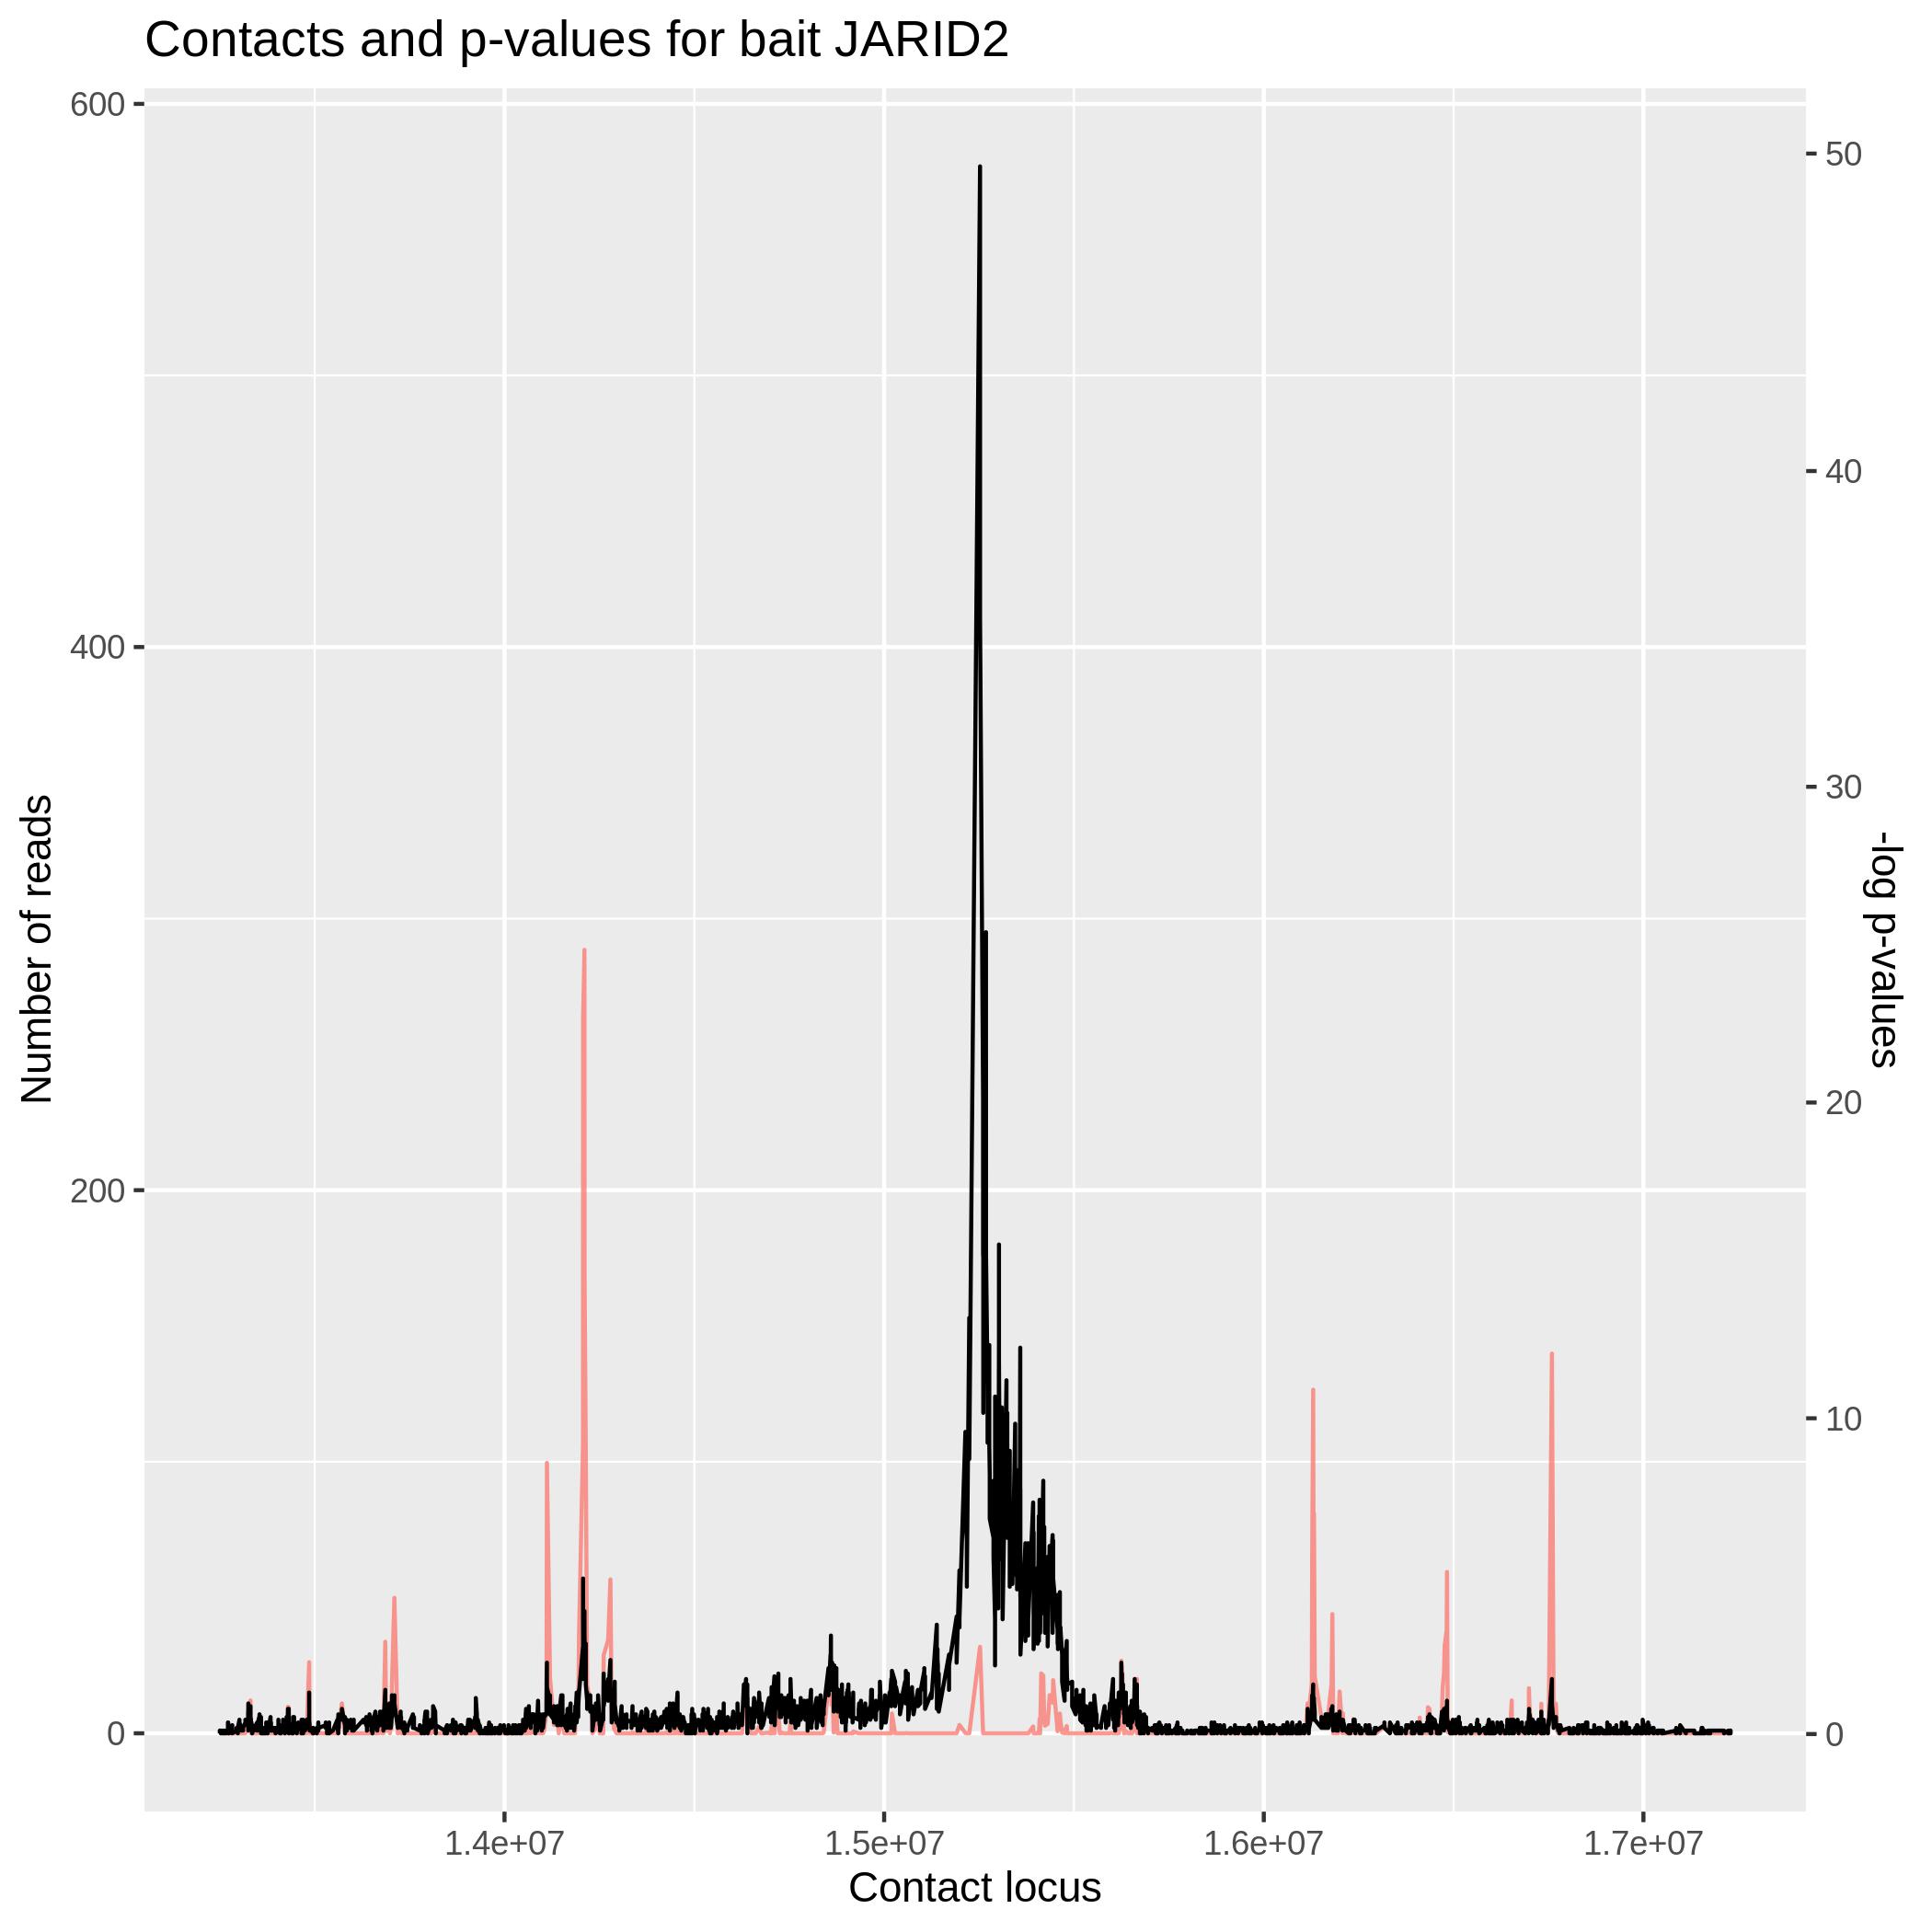 Contacts and p-values for bait JARID2
600
400
200
0
Number of reads
50
40
30
20
10
0
-log p-values
1.4e+07
1.5e+07
1.6e+07
1.7e+07
Contact locus